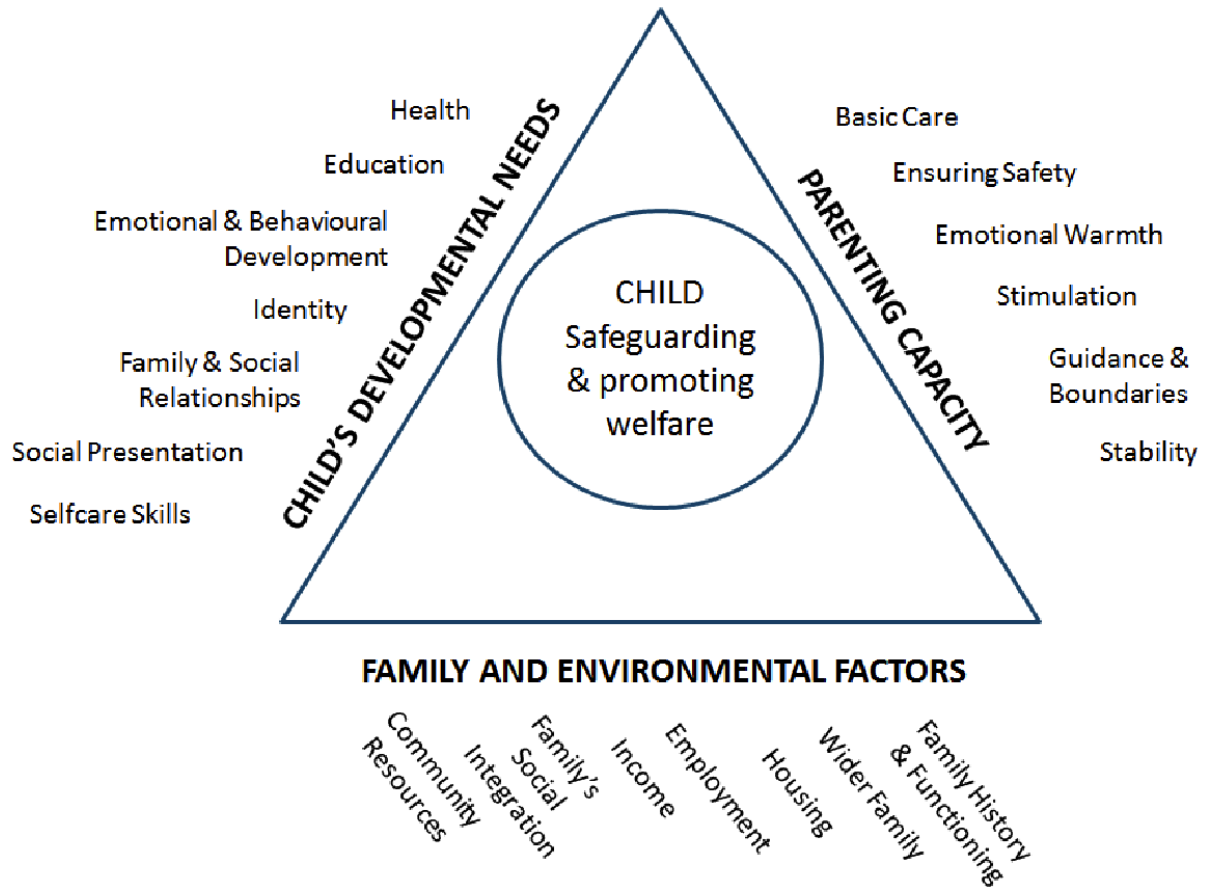 Health
Education
Emotional & Behavioural
Development
Identity
Family & Social
Relationships
Social Presentation
Selfcare Skills
CHILD'S DEVELOPMENTAL NEEDS
CHILD
Safeguarding
& promoting
welfare
PARENTING CAPACITY
Basic Care
Ensuring Safety
Emotional Warmth
Stimulation
Guidance &
Boundaries
Stability
FAMILY AND ENVIRONMENTAL FACTORS
Community
Resources
Family's
Social
Integration
Income
Employment
Housing
Wider Family
Family History
& Functioning